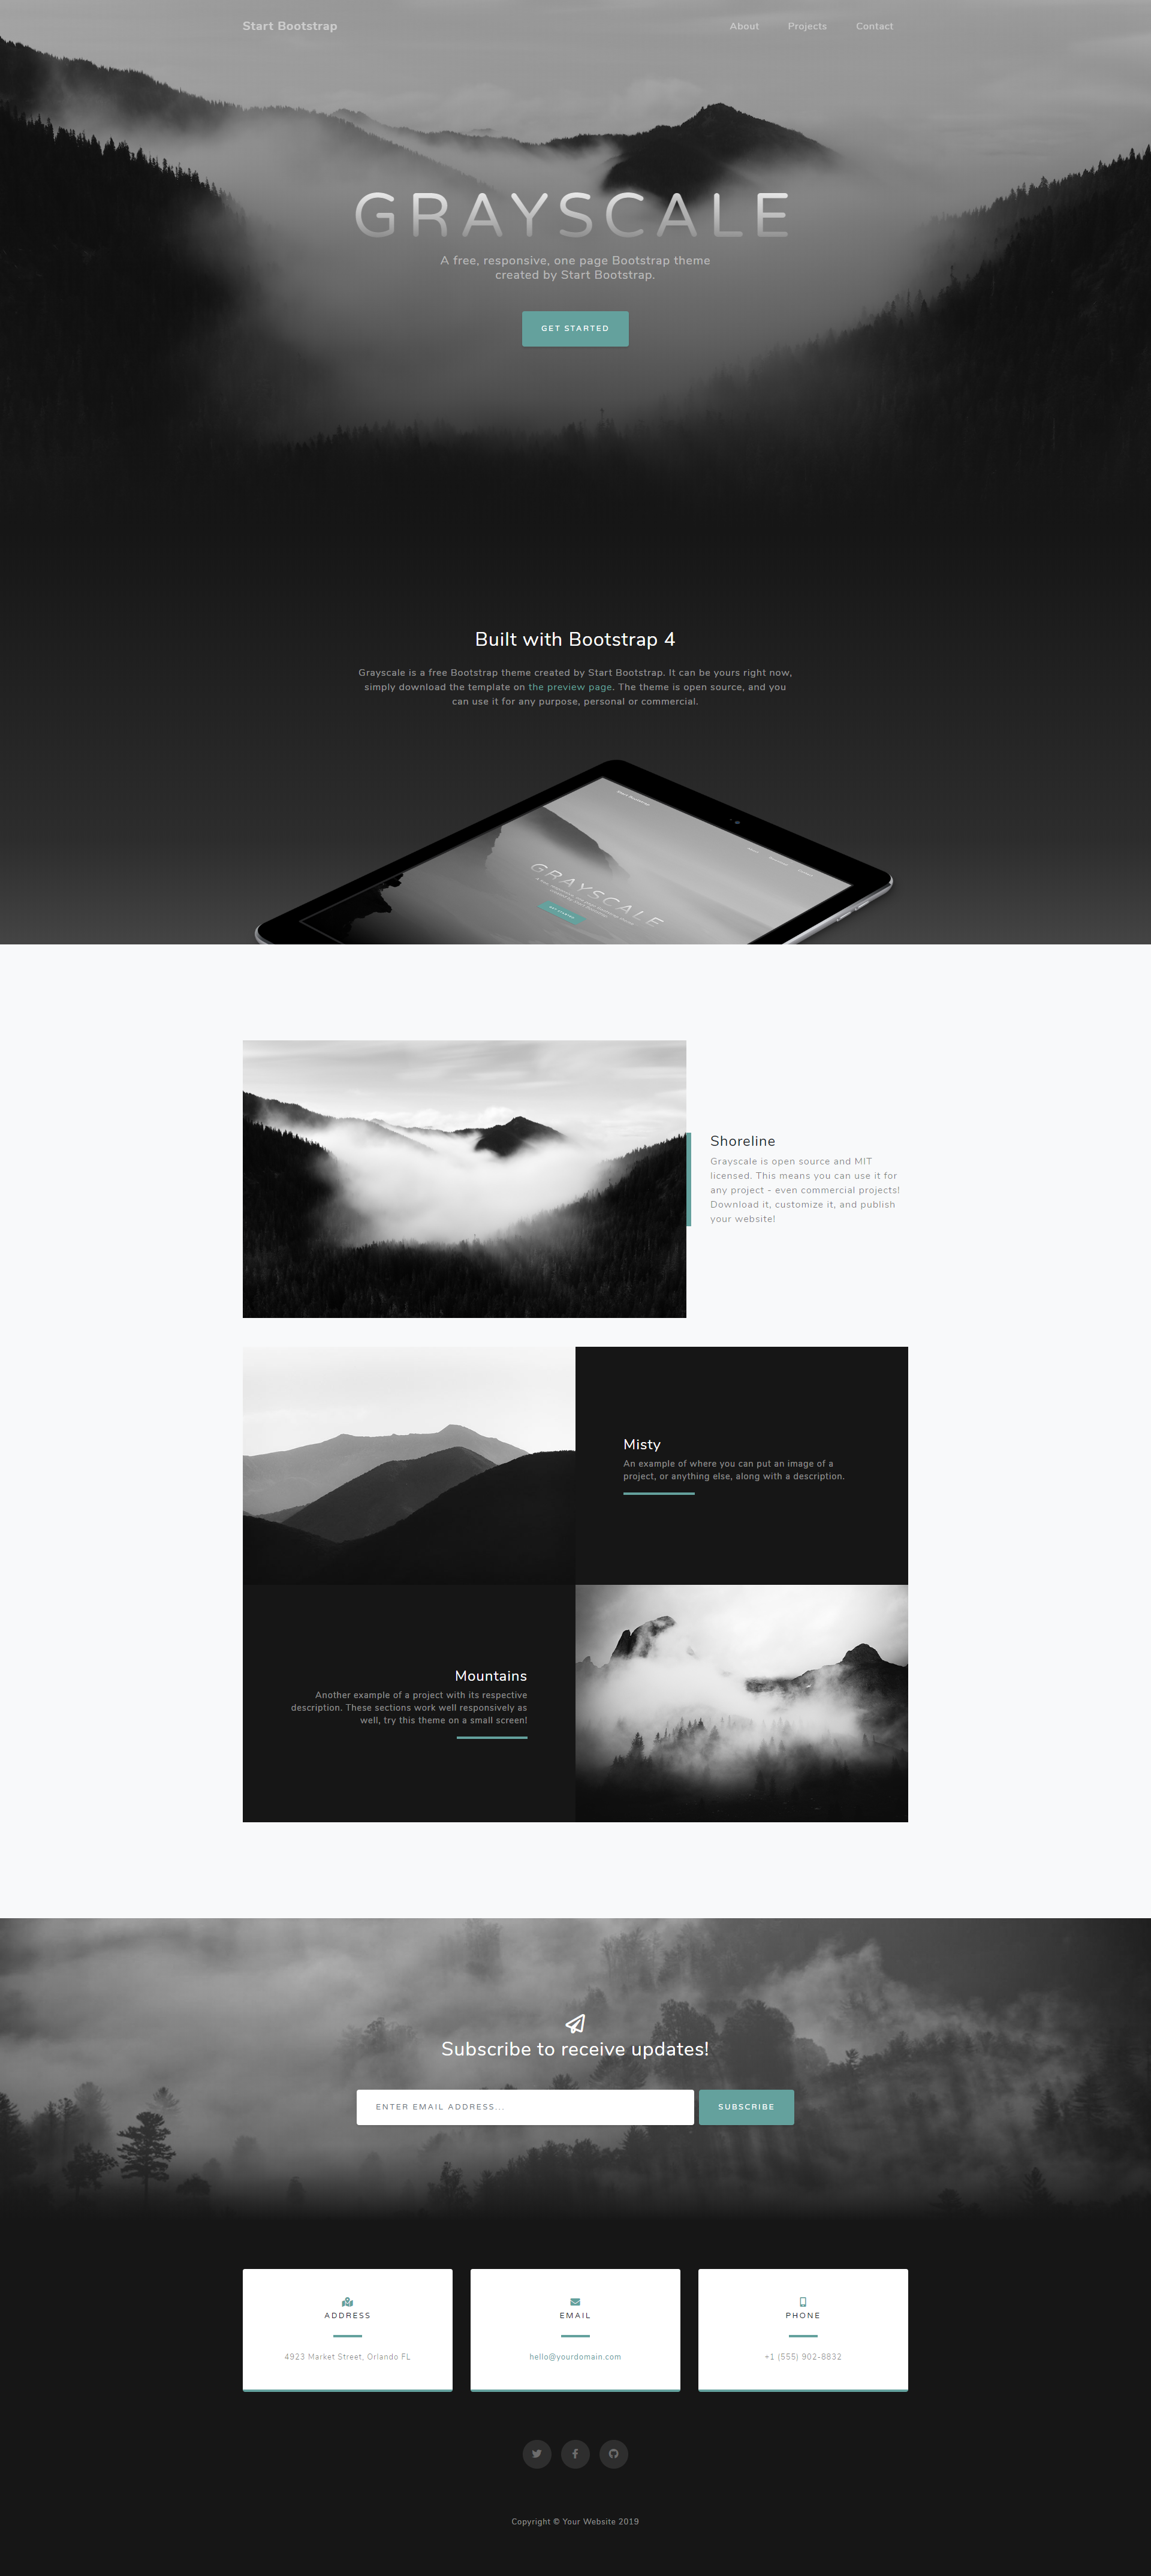 Start Bootstrap
About Projects Contact
GRAYSCALE
A free, responsive, one page Bootstrap theme
created by Start Bootstrap.
GET STARTED
Built with Bootstrap 4
Grayscale is a free Bootstrap theme created by Start Bootstrap. It can be yours right now,
simply download the template on the preview page. The theme is open source, and you
can use it for any purpose, personal or commercial.
Start Bootstrap
GRAYSCALE
GET STARTED
Shoreline
Grayscale is open source and MIT
licensed. This means you can use it for
any project - even commercial projects!
Download it, customize it, and publish
your website!
Misty
An example of where you can put an image of a
project, or anything else, along with a description.
Mountains
Another example of a project with its respective
description. These sections work well responsively as
well, try this theme on a small screen!
Subscribe to receive updates!
ENTER EMAIL ADDRESS...
SUBSCRIBE
ADDRESS
4923 Market Street, Orlando FL
EMAIL
hello@yourdomain.com
PHONE
+1 (555) 902-8832
Copyright © Your Website 2019